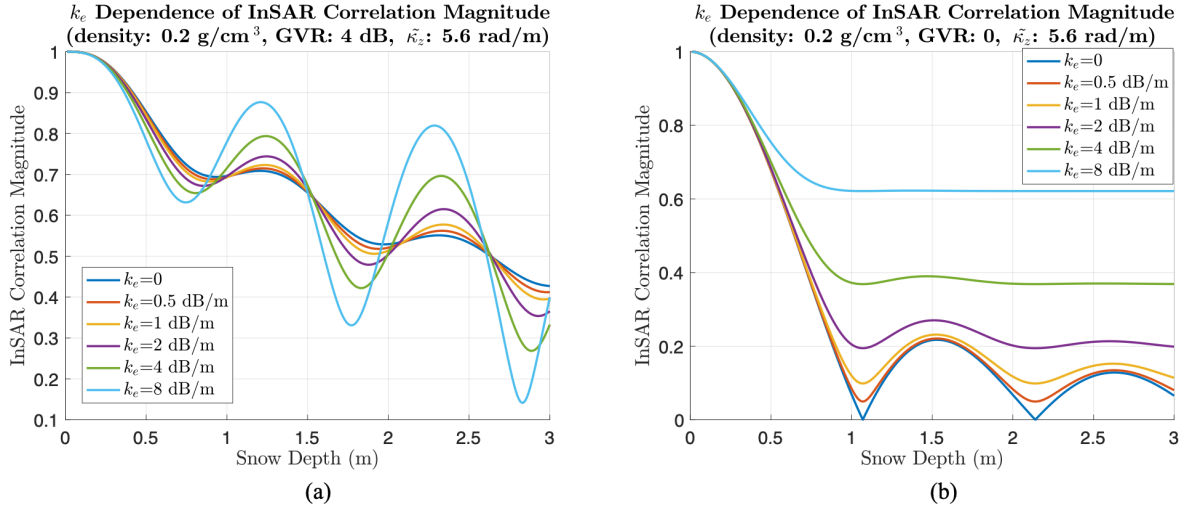 k_e Dependence of InSAR Correlation Magnitude
(density: 0.2 g/cm³, GVR: 4 dB, κ̃_z: 5.6 rad/m)
InSAR Correlation Magnitude
1
0.9
0.8
0.7
0.6
0.5
0.4
0.3
0.2
0.1
k_e=0
k_e=0.5 dB/m
k_e=1 dB/m
k_e=2 dB/m
k_e=4 dB/m
k_e=8 dB/m
0
0.5
1
1.5
2
2.5
3
Snow Depth (m)
(a)
k_e Dependence of InSAR Correlation Magnitude
(density: 0.2 g/cm³, GVR: 0, κ̃_z: 5.6 rad/m)
InSAR Correlation Magnitude
1
0.8
0.6
0.4
0.2
0
k_e=0
k_e=0.5 dB/m
k_e=1 dB/m
k_e=2 dB/m
k_e=4 dB/m
k_e=8 dB/m
0
0.5
1
1.5
2
2.5
3
Snow Depth (m)
(b)